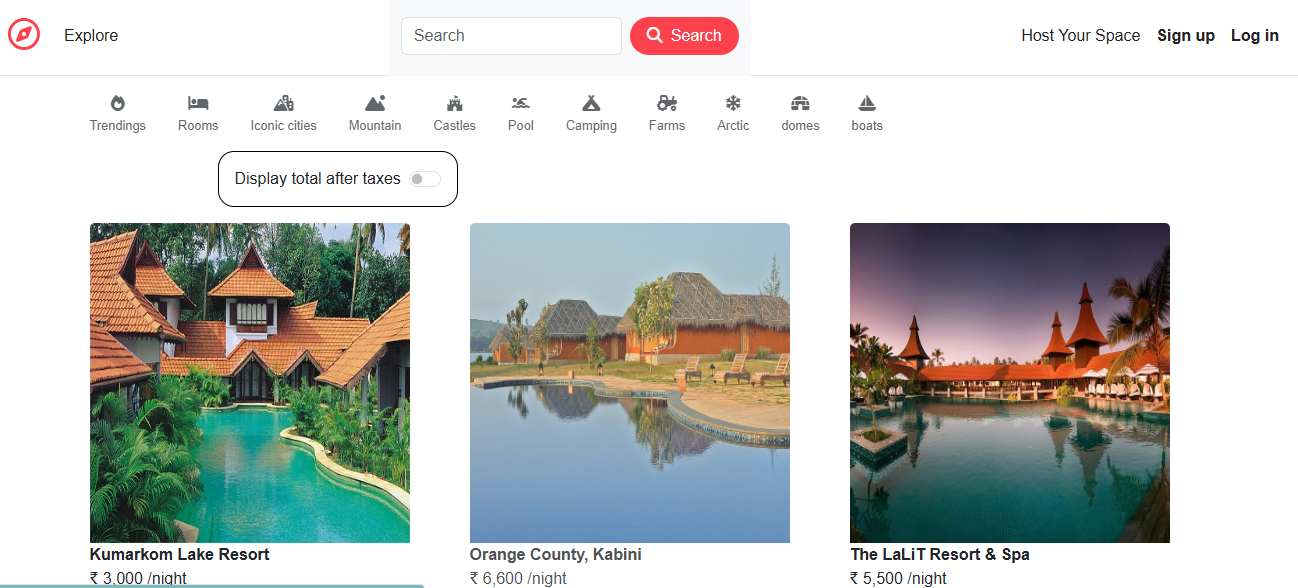 Explore Search Search Host Your Space Sign up Log in
Trendings Rooms Iconic cities Mountain Castles Pool Camping Farms Arctic domes boats
Display total after taxes
Kumarkom Lake Resort Orange County, Kabini The LaLiT Resort & Spa
₹ 3,000 /night ₹ 6,600 /night ₹ 5,500 /night